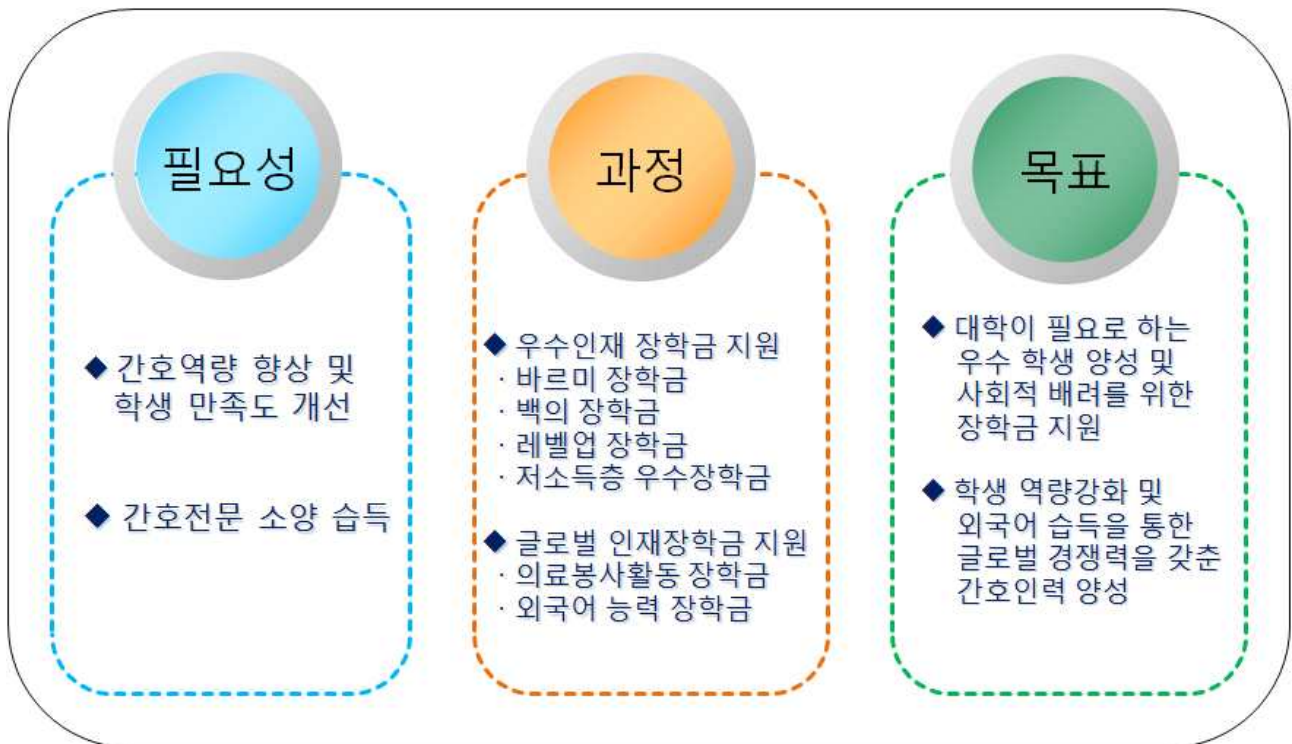 필요성
◆ 간호역량 향상 및
학생 만족도 개선
◆ 간호전문 소양 습득
과정
◆ 우수인재 장학금 지원
· 바르미 장학금
· 백의 장학금
· 레벨업 장학금
· 저소득층 우수장학금
◆ 글로벌 인재장학금 지원
· 의료봉사활동 장학금
· 외국어 능력 장학금
목표
◆ 대학이 필요로 하는
우수 학생 양성 및
사회적 배려를 위한
장학금 지원
◆ 학생 역량강화 및
외국어 습득을 통한
글로벌 경쟁력을 갖춘
간호인력 양성